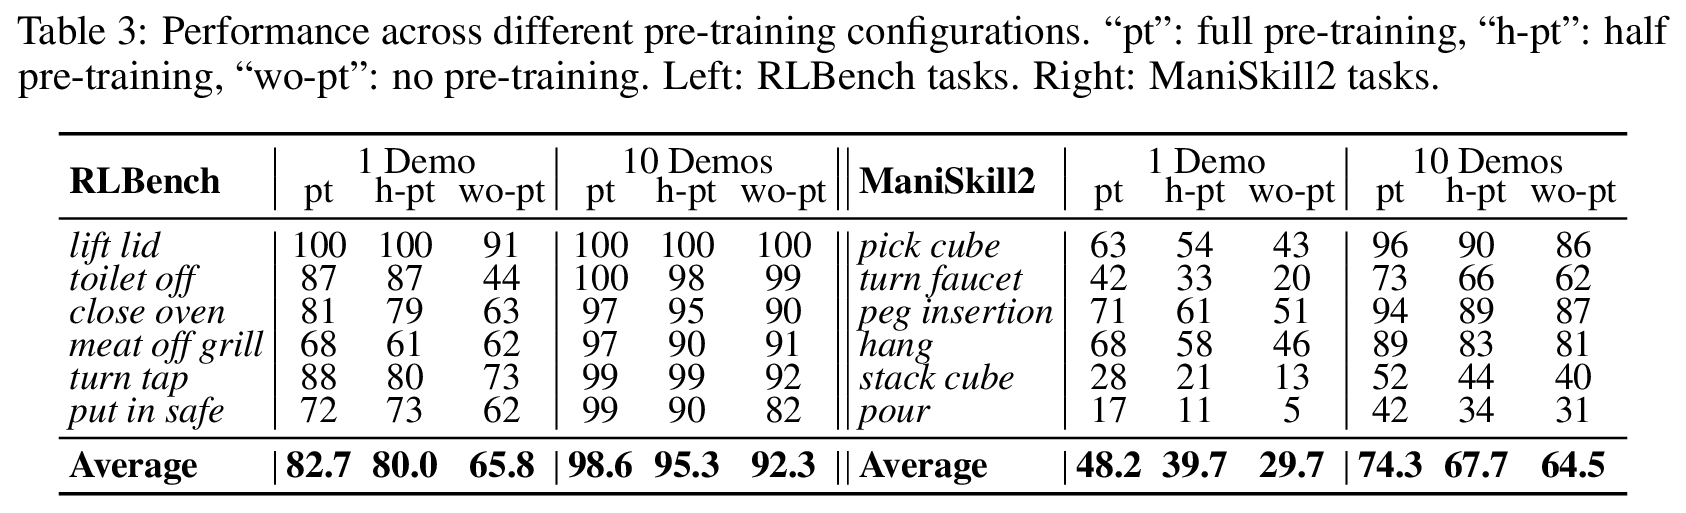 Table 3: Performance across different pre-training configurations. “pt”: full pre-training, “h-pt”: half
pre-training, “wo-pt”: no pre-training. Left: RLBench tasks. Right: ManiSkill2 tasks.
RLBench 1 Demo 10 Demos ManiSkill2 1 Demo 10 Demos
pt h-pt wo-pt pt h-pt wo-pt pt h-pt wo-pt pt h-pt wo-pt
lift lid 100 100 91 100 100 100 pick cube 63 54 43 96 90 86
toilet off 87 87 44 100 98 99 turn faucet 42 33 20 73 66 62
close oven 81 79 63 97 95 90 peg insertion 71 61 51 94 89 87
meat off grill 68 61 62 97 90 91 hang 68 58 46 89 83 81
turn tap 88 80 73 99 99 92 stack cube 28 21 13 52 44 40
put in safe 72 73 62 99 90 82 pour 17 11 5 42 34 31
Average 82.7 80.0 65.8 98.6 95.3 92.3 Average 48.2 39.7 29.7 74.3 67.7 64.5